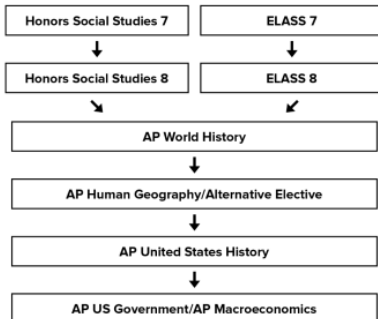 Honors Social Studies 7
ELASS 7
Honors Social Studies 8
ELASS 8
AP World History
AP Human Geography/Alternative Elective
AP United States History
AP US Government/AP Macroeconomics